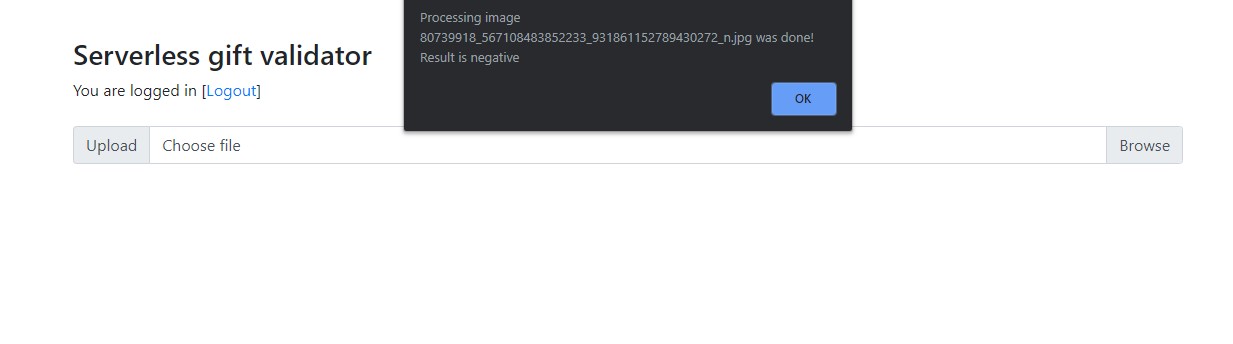 Processing image
80739918_567108483852233_931861152789430272_n.jpg was done!
Result is negative
OK
Serverless gift validator
You are logged in [Logout]
Upload Choose file Browse